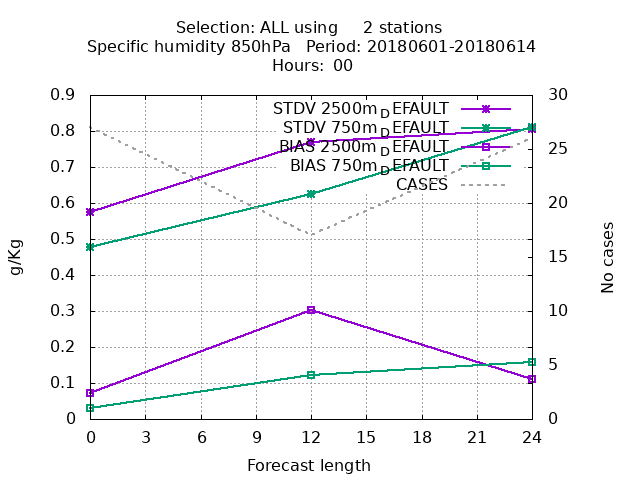 Selection: ALL using     2 stations
Specific humidity 850hPa   Period: 20180601-20180614
Hours:  00
STDV 2500m_DEFAULT
STDV 750m_DEFAULT
BIAS 2500m_DEFAULT
BIAS 750m_DEFAULT
CASES
g/Kg
0.9
0.8
0.7
0.6
0.5
0.4
0.3
0.2
0.1
0
No cases
30
25
20
15
10
5
0
0 3 6 9 12 15 18 21 24
Forecast length